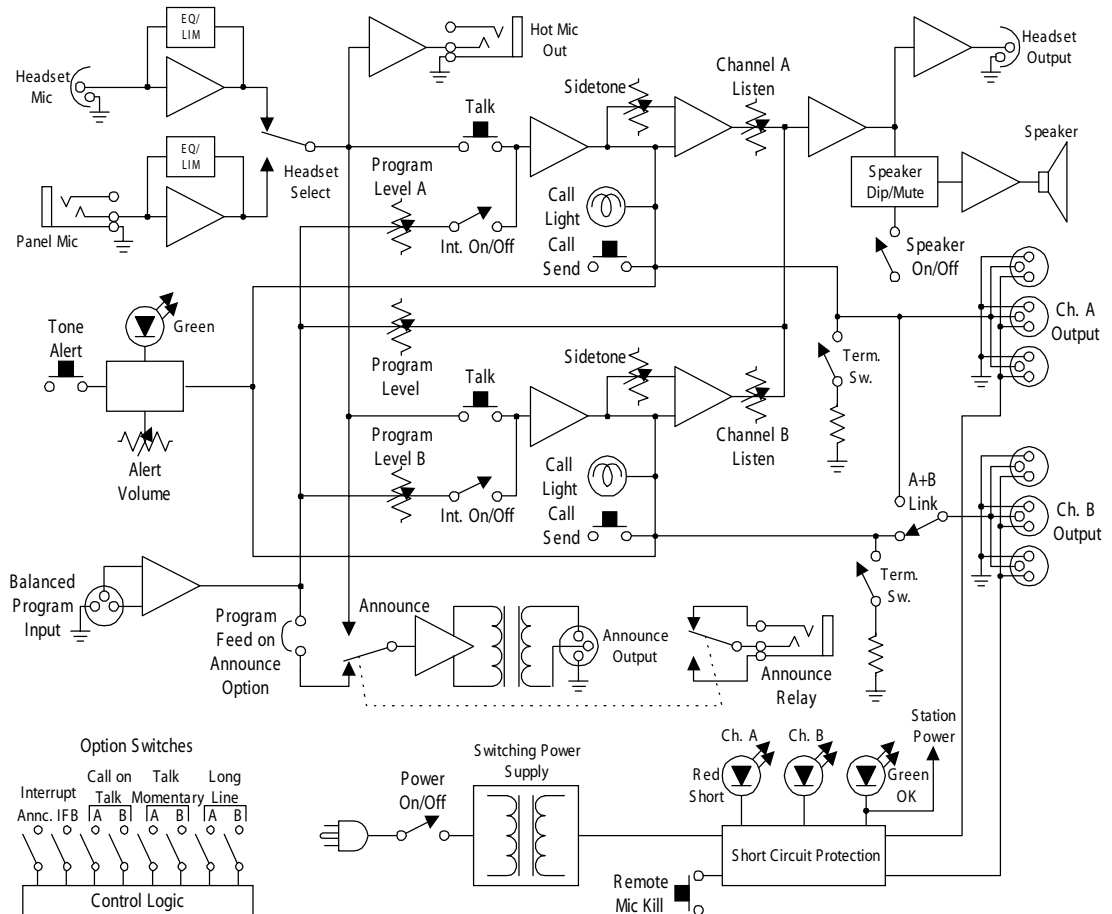 EQ/
LIM
Headset
Mic
Hot Mic
Out
Headset
Output
Channel A
Listen
Sidetone
Talk
Speaker
EQ/
LIM
Headset
Select
Program
Level A
Speaker
Dip/Mute
Panel Mic
Int. On/Off
Call
Light
Call
Send
Speaker
On/Off
Ch. A
Output
Green
Tone
Alert
Program
Level
Sidetone
Term.
Sw.
Talk
Alert
Volume
Program
Level B
Channel B
Listen
Int. On/Off
Call
Light
Call
Send
A+B
Link
Ch. B
Output
Balanced
Program
Input
Term.
Sw.
Program
Feed on
Announce
Option
Announce
Announce
Output
Announce
Relay
Station
Power
Option Switches
Interrupt
Annc. IFB
Call on
Talk
A B
Talk
Momentary
A B
Long
Line
A B
Control Logic
Power
On/Off
Switching Power
Supply
Ch. A
Ch. B
Red
Short
Green
OK
Short Circuit Protection
Remote
Mic Kill